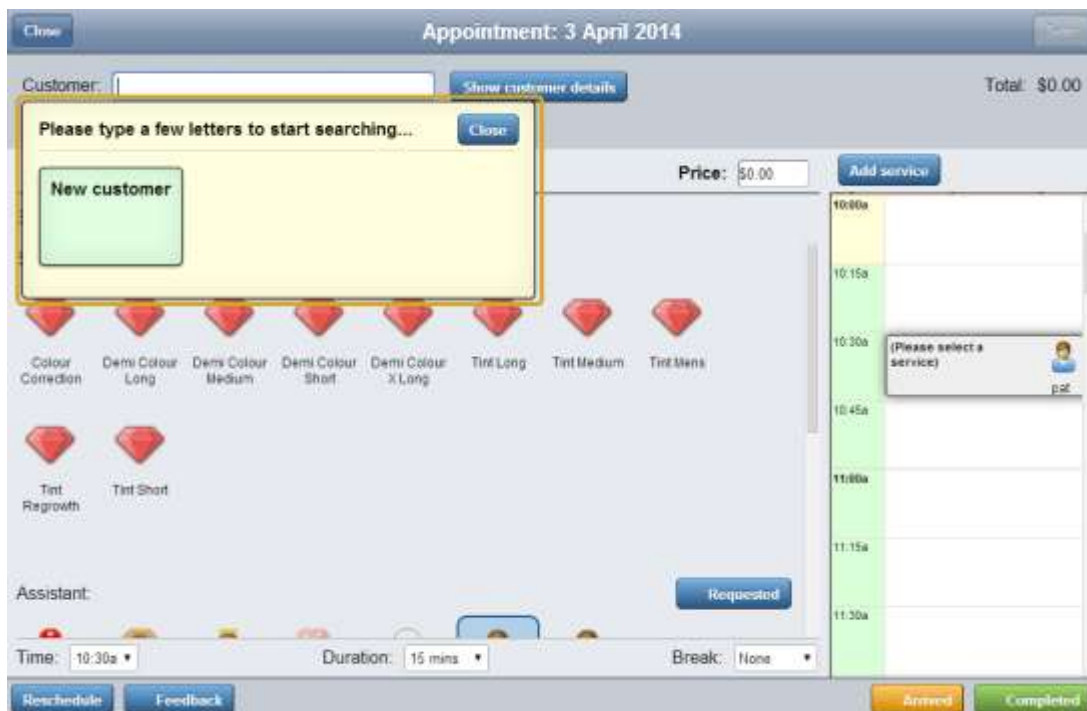 Close
Appointment: 3 April 2014
Customer:
Show customer details
Total: $0.00
Please type a few letters to start searching...
Close
New customer
Price: $0.00
Add service
10:00a
10:15a
10:30a
(Please select a
service)
pat
10:45a
11:00a
11:15a
11:30a
Colour
Correction
Demi Colour
Long
Demi Colour
Medium
Demi Colour
Short
Demi Colour
X Long
Tint Long
Tint Medium
Tint Mens
Tint
Regrowth
Tint Short
Assistant:
Requested
Time: 10:30a
Duration: 15 mins
Break: None
Reschedule
Feedback
Arrived
Completed